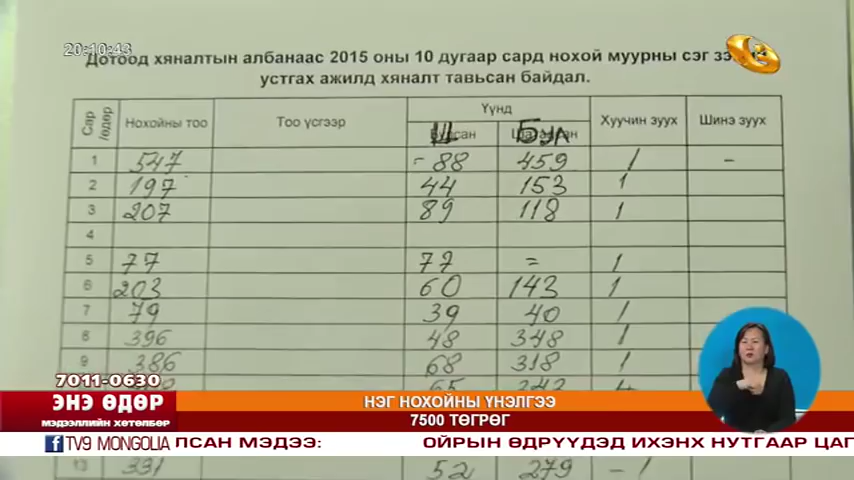 20:10:43
Дотоод хяналтын албанаас 2015 оны 10 дугаар сард нохой муурны сэг
устгах ажилд хяналт тавьсан байдал.
Сар /өдөр Нохойны тоо Тоо үсгээр Үүнд Хуучин зуух Шинэ зуух
Ш Бул
1 547 - 88 459 1 -
2 197 44 153 1
3 207 89 118 1
4
5 77 77 = 1
6 203 60 143 1
7 79 39 40 1
8 396 48 348 1
9 386 68 318 1
7011-0630
ЭНЭ ӨДӨР
МЭДЭЭЛЛИЙН ХӨТӨЛБӨР
НЭГ НОХОЙНЫ ҮНЭЛГЭЭ
7500 ТӨГРӨГ
f TV9 MONGOLIA ПСАН МЭДЭЭ: ОЙРЫН ӨДРҮҮДЭД ИХЭНХ НУТГААР ЦАГ
13 331 52 279 - 1